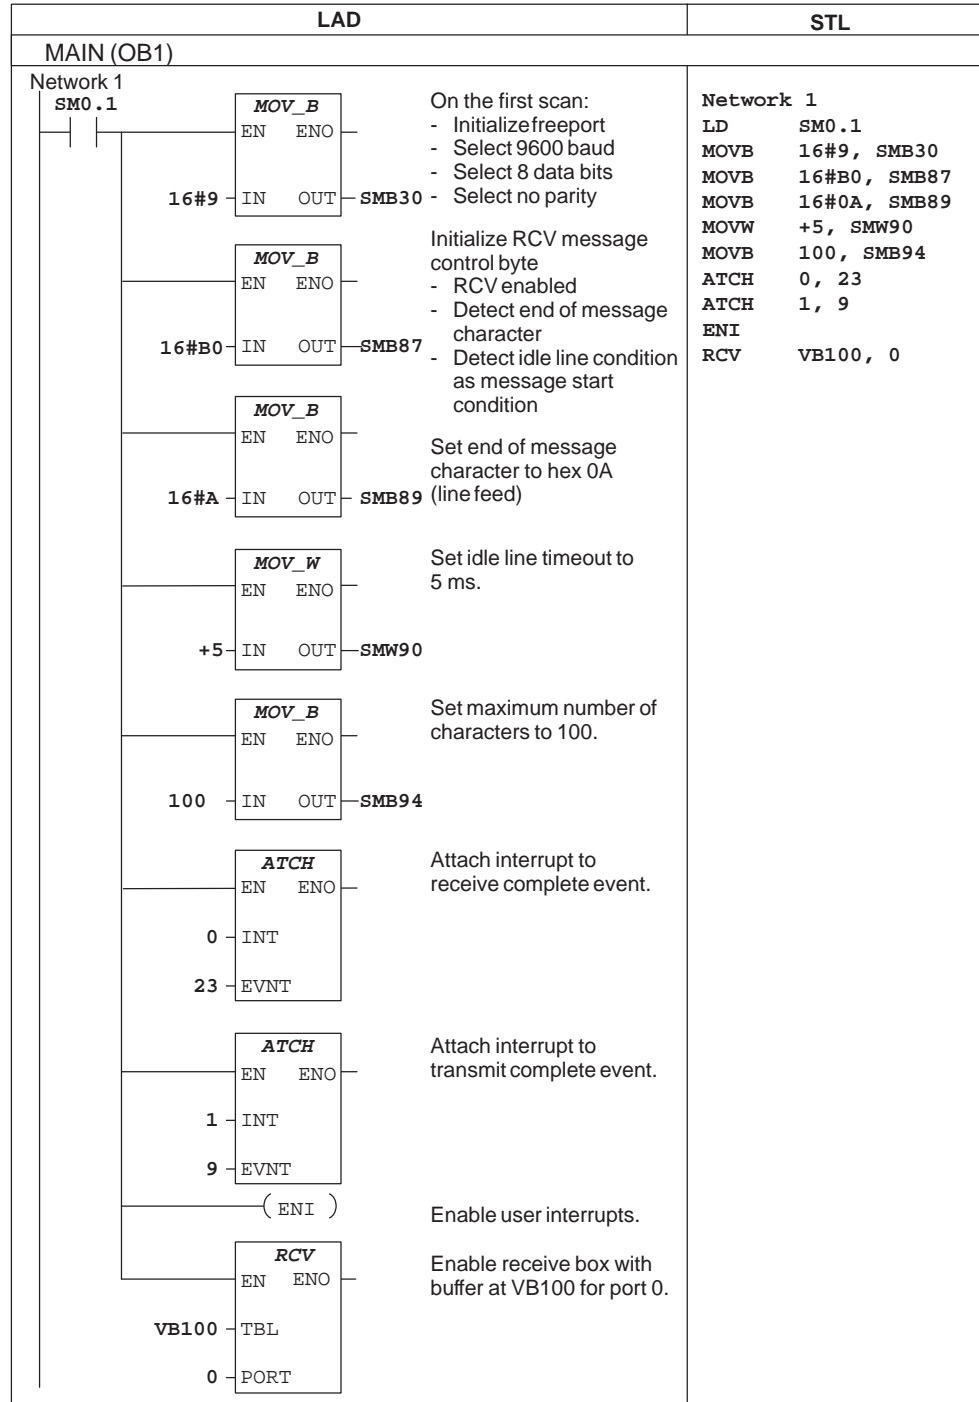 LAD
STL
MAIN (OB1)
Network 1
SM0.1
MOV_B
EN ENO
16#9 IN OUT SMB30
On the first scan:
- Initialize freeport
- Select 9600 baud
- Select 8 data bits
- Select no parity
MOV_B
EN ENO
16#B0 IN OUT SMB87
Initialize RCV message
control byte
- RCV enabled
- Detect end of message
character
- Detect idle line condition
as message start
condition
MOV_B
EN ENO
16#A IN OUT SMB89
Set end of message
character to hex 0A
(line feed)
MOV_W
EN ENO
+5 IN OUT SMW90
Set idle line timeout to
5 ms.
MOV_B
EN ENO
100 IN OUT SMB94
Set maximum number of
characters to 100.
ATCH
EN ENO
0 INT
23 EVNT
Attach interrupt to
receive complete event.
ATCH
EN ENO
1 INT
9 EVNT
Attach interrupt to
transmit complete event.
( ENI )
Enable user interrupts.
RCV
EN ENO
VB100 TBL
0 PORT
Enable receive box with
buffer at VB100 for port 0.
Network 1
LD SM0.1
MOVB 16#9, SMB30
MOVB 16#B0, SMB87
MOVB 16#0A, SMB89
MOVW +5, SMW90
MOVB 100, SMB94
ATCH 0, 23
ATCH 1, 9
ENI
RCV VB100, 0